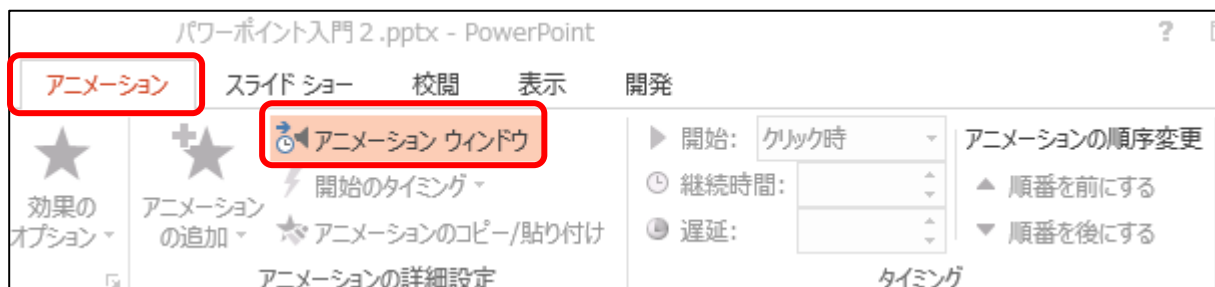 パワーポイント入門２.pptx - PowerPoint ?
アニメーション スライド ショー 校閲 表示 開発
アニメーション ウィンドウ
開始のタイミング
アニメーションのコピー/貼り付け
効果の
オプション
アニメーション
の追加
アニメーションの詳細設定
開始: クリック時
継続時間:
遅延:
アニメーションの順序変更
順番を前にする
順番を後にする
タイミング